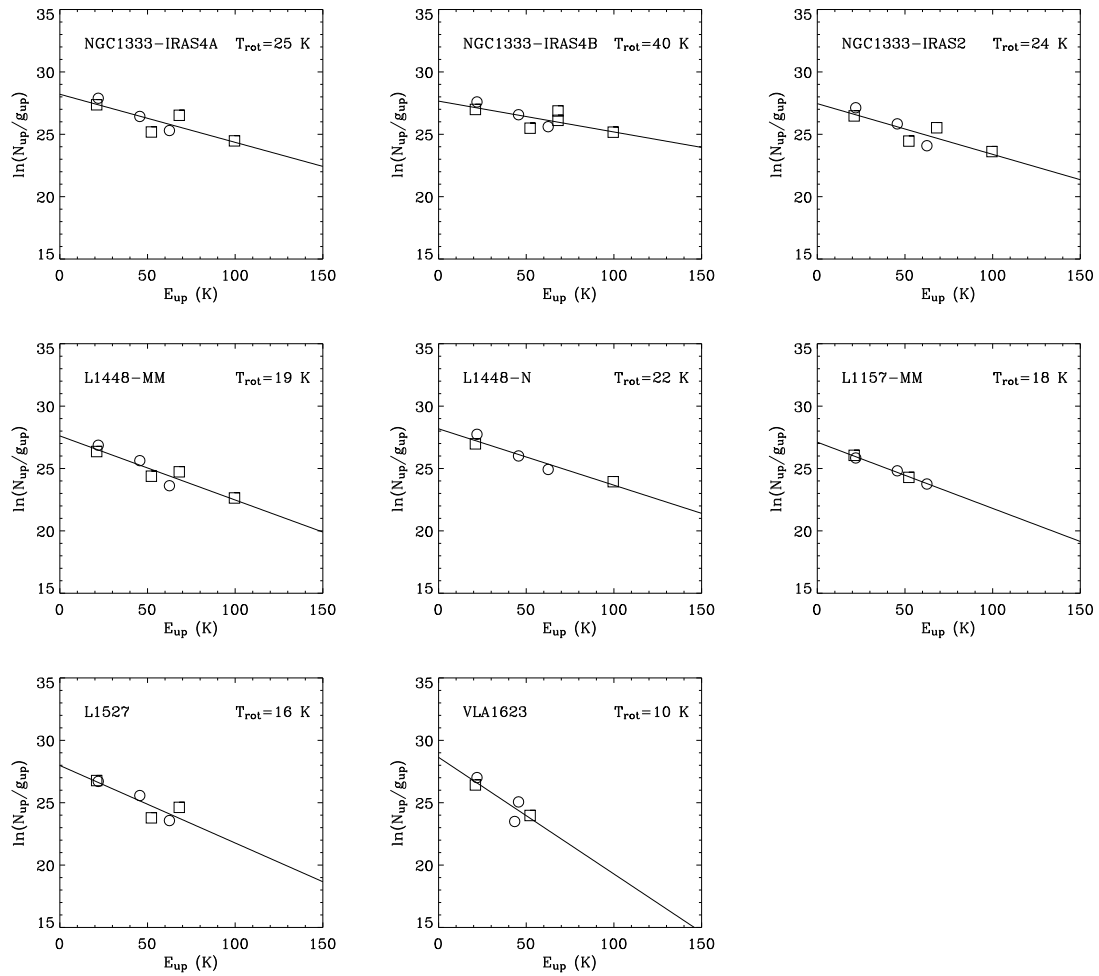 NGC1333-IRAS4A T_rot=25 K
35
30
25
20
15
ln(N_up/g_up)
0 50 100 150
E_up (K)
NGC1333-IRAS4B T_rot=40 K
35
30
25
20
15
ln(N_up/g_up)
0 50 100 150
E_up (K)
NGC1333-IRAS2 T_rot=24 K
35
30
25
20
15
ln(N_up/g_up)
0 50 100 150
E_up (K)
L1448-MM T_rot=19 K
35
30
25
20
15
ln(N_up/g_up)
0 50 100 150
E_up (K)
L1448-N T_rot=22 K
35
30
25
20
15
ln(N_up/g_up)
0 50 100 150
E_up (K)
L1157-MM T_rot=18 K
35
30
25
20
15
ln(N_up/g_up)
0 50 100 150
E_up (K)
L1527 T_rot=16 K
35
30
25
20
15
ln(N_up/g_up)
0 50 100 150
E_up (K)
VLA1623 T_rot=10 K
35
30
25
20
15
ln(N_up/g_up)
0 50 100 150
E_up (K)